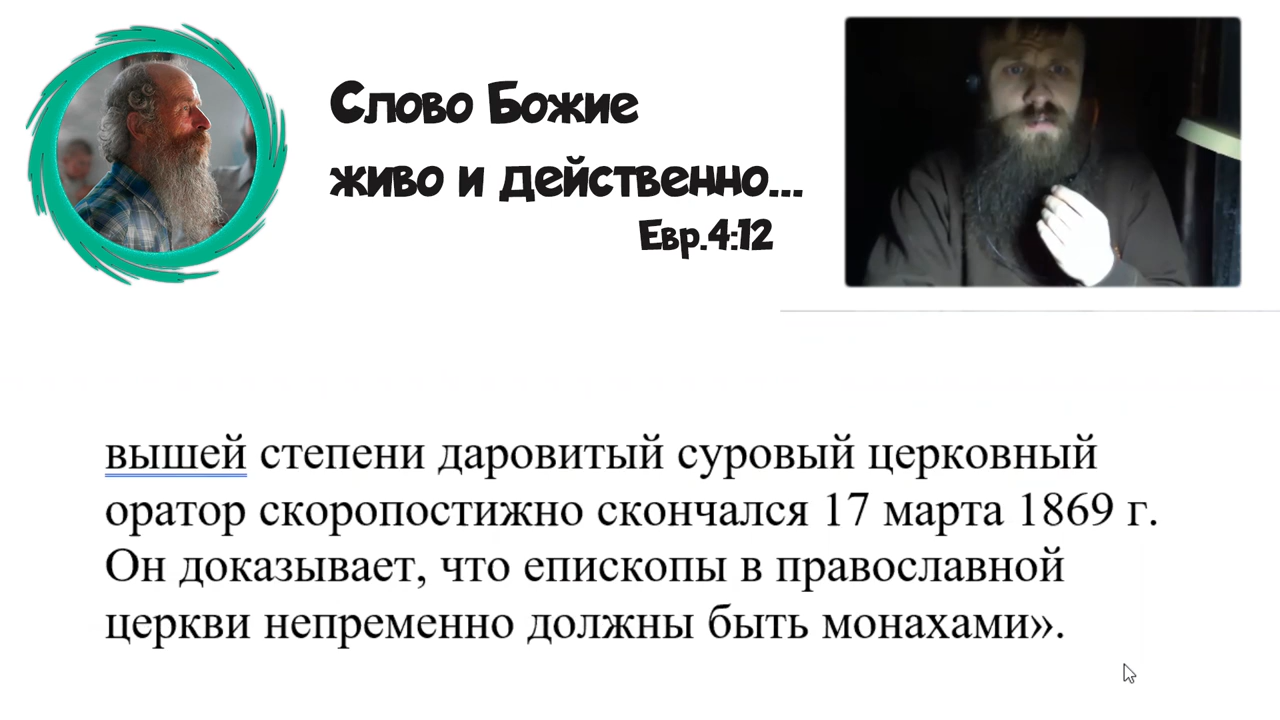 Слово Божие
живо и действенно...
Евр.4:12
вышей степени даровитый суровый церковный
оратор скоропостижно скончался 17 марта 1869 г.
Он доказывает, что епископы в православной
церкви непременно должны быть монахами».